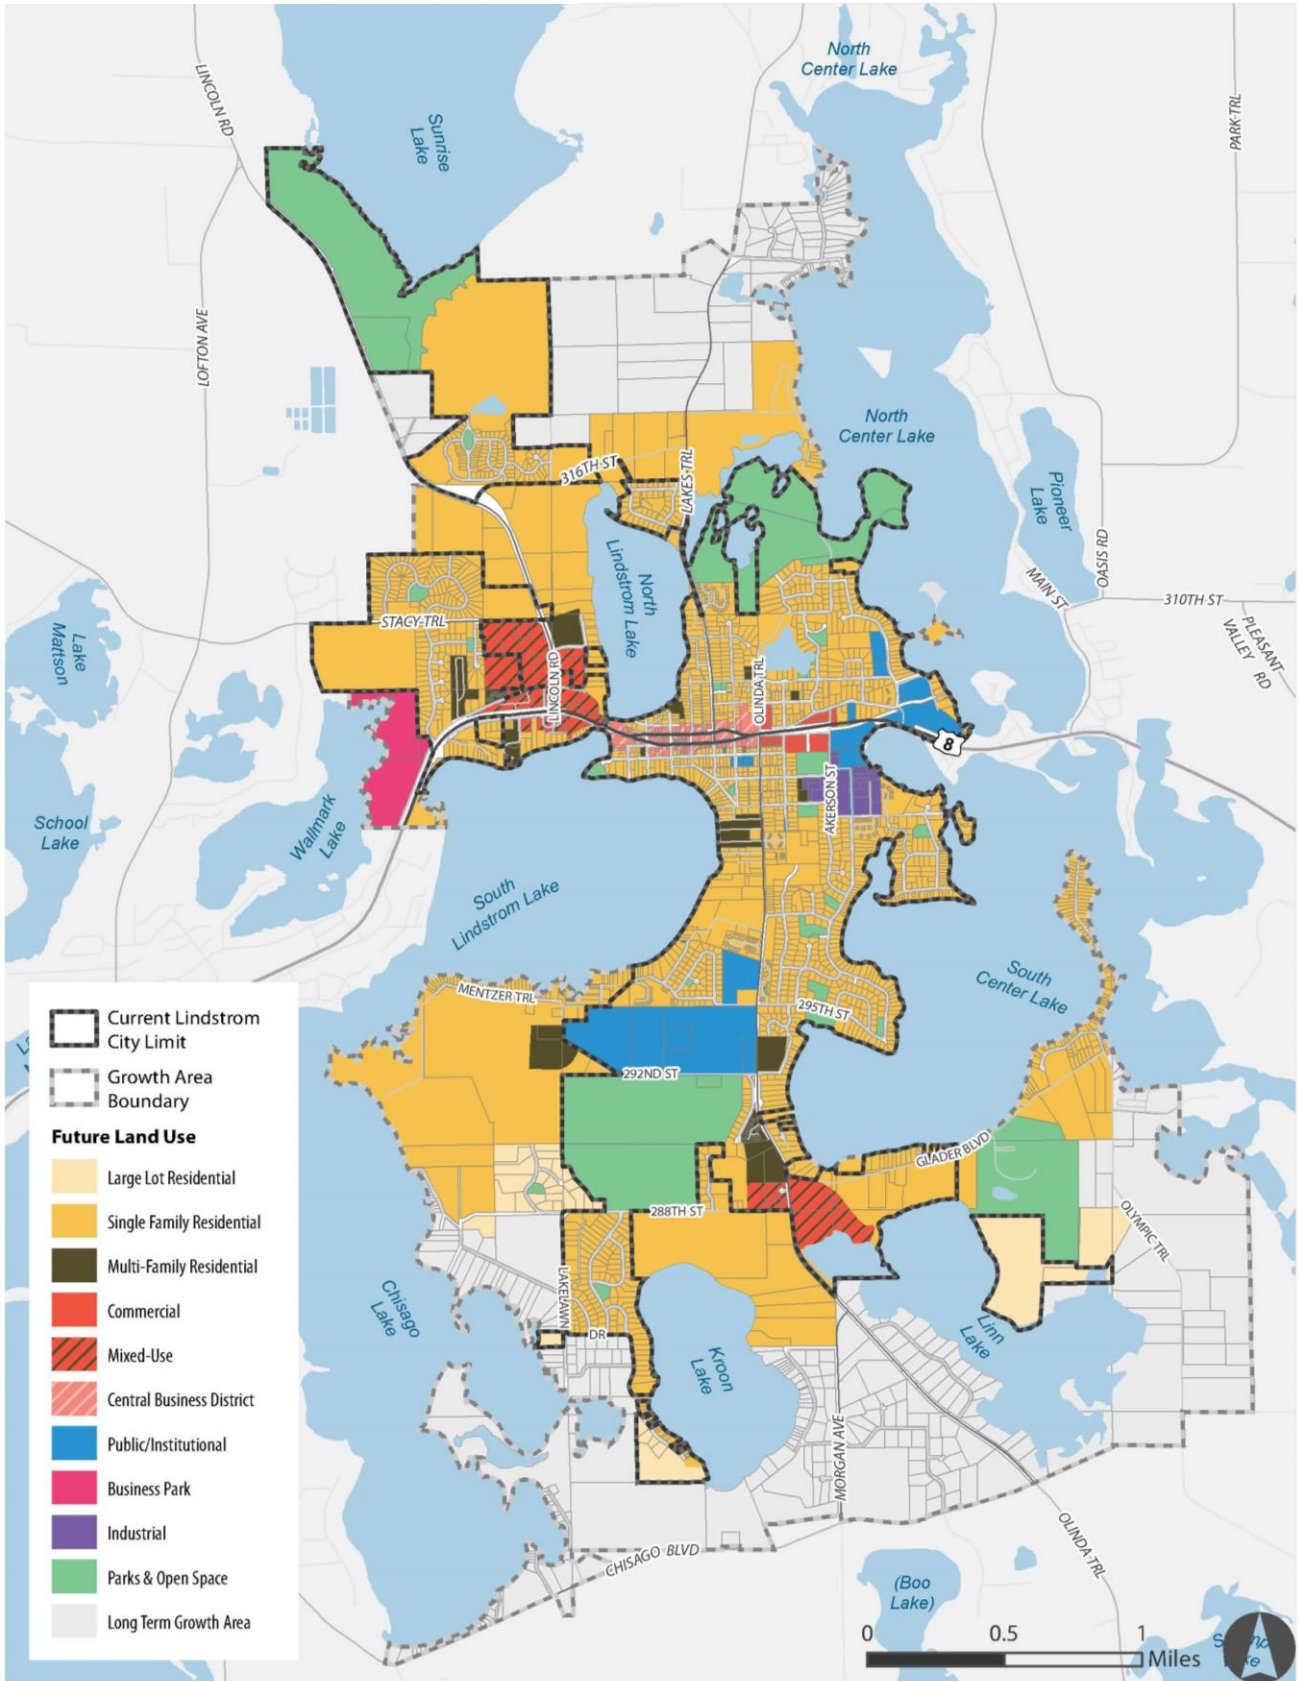 North
Center Lake
LINCOLN RD
PARK TRL
Sunrise
Lake
LOFTON AVE
North
Center Lake
316TH ST
LAKES TRL
Pioneer
Lake
OASIS RD
MAIN ST
310TH ST
PLEASANT
VALLEY RD
North
Lindstrom Lake
Lake
Mattson
STACY TRL
LINCOLN RD
OLINDA TRL
8
AKERSON ST
School
Lake
Wallmark
Lake
South
Lindstrom Lake
South
Center Lake
MENTZER TRL
295TH ST
292ND ST
GLADER BLVD
288TH ST
OLYMPIC TRL
LAKELAWN
DR
Chisago
Lake
Kroon
Lake
Linn
Lake
MORGAN AVE
OLINDA TRL
CHISAGO BLVD
(Boo
Lake)
Current Lindstrom
City Limit
Growth Area
Boundary
Future Land Use
Large Lot Residential
Single Family Residential
Multi-Family Residential
Commercial
Mixed-Use
Central Business District
Public/Institutional
Business Park
Industrial
Parks & Open Space
Long Term Growth Area
0 0.5 1
Miles